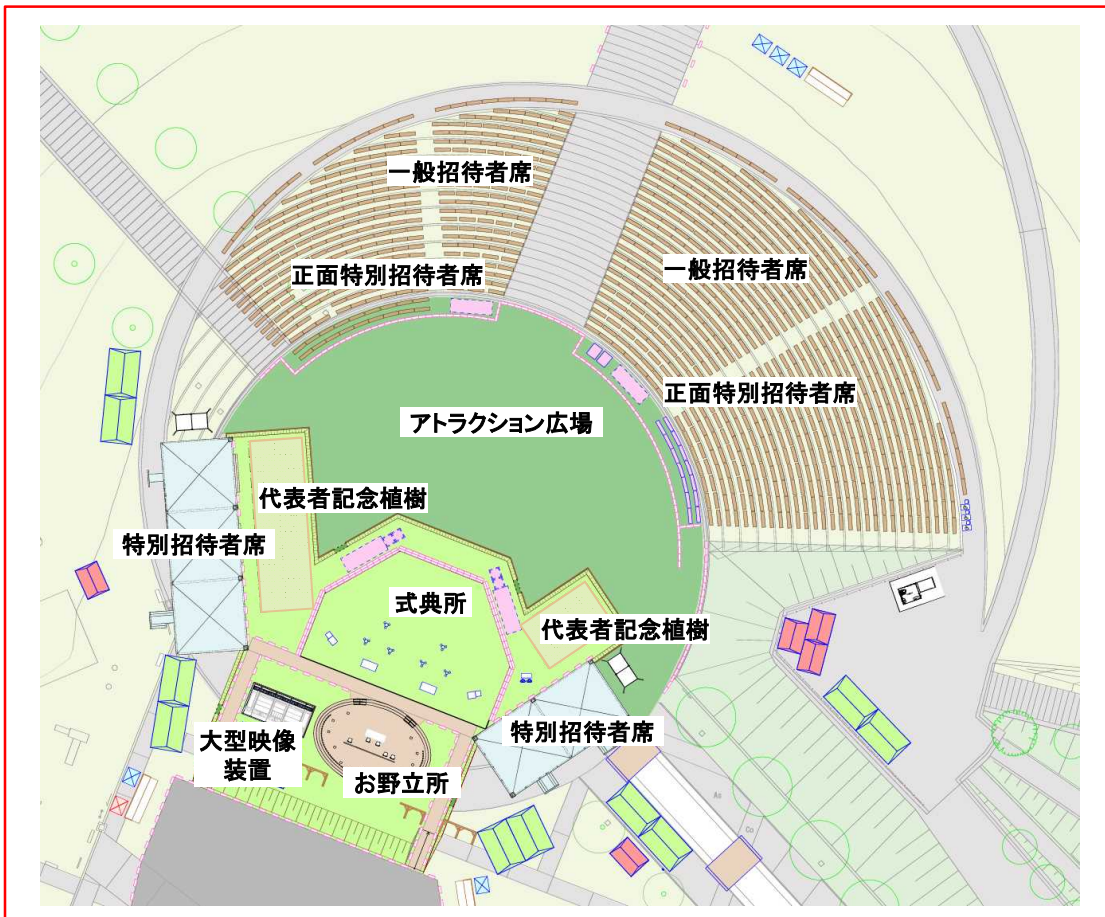 一般招待者席
正面特別招待者席
一般招待者席
正面特別招待者席
アトラクション広場
代表者記念植樹
特別招待者席
式典所
代表者記念植樹
特別招待者席
大型映像
装置
お野立所
As
Co